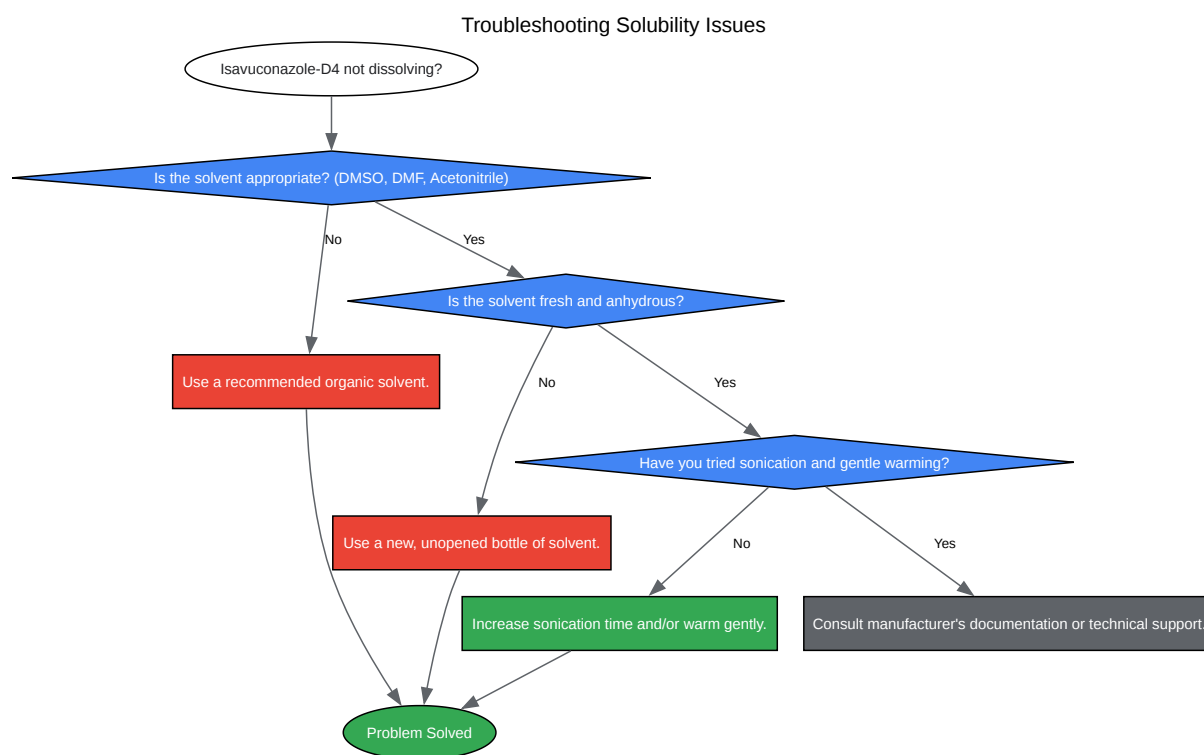 Troubleshooting Solubility Issues
Isavuconazole-D4 not dissolving?
Is the solvent appropriate? (DMSO, DMF, Acetonitrile)
No
Yes
Is the solvent fresh and anhydrous?
Use a recommended organic solvent.
No
Yes
Have you tried sonication and gentle warming?
Use a new, unopened bottle of solvent.
No
Yes
Increase sonication time and/or warm gently.
Consult manufacturer's documentation or technical support.
Problem Solved